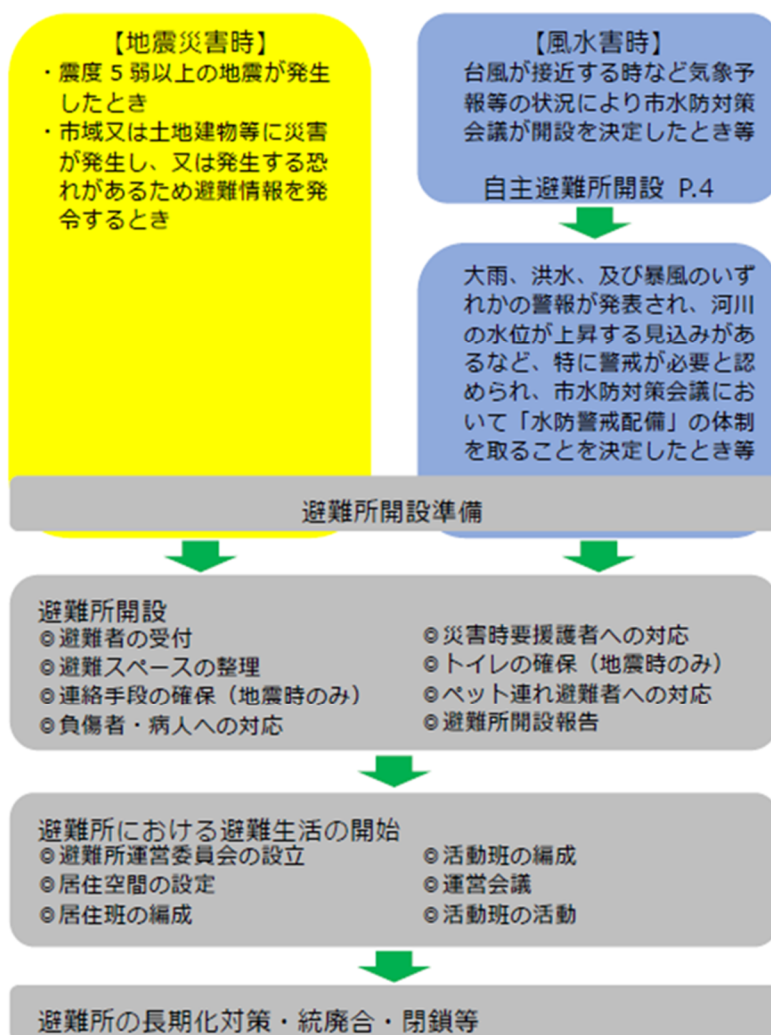 【地震災害時】
・震度 5 弱以上の地震が発生
したとき
・市域又は土地建物等に災害
が発生し、又は発生する恐
れがあるため避難情報を発
令するとき
【風水害時】
台風が接近する時など気象予
報等の状況により市水防対策
会議が開設を決定したとき等
自主避難所開設 P.4
大雨、洪水、及び暴風のいず
れかの警報が発表され、河川
の水位が上昇する見込みがあ
るなど、特に警戒が必要と認
められ、市水防対策会議にお
いて「水防警戒配備」の体制
を取ることを決定したとき等
避難所開設準備
避難所開設
◎避難者の受付
◎避難スペースの整理
◎連絡手段の確保（地震時のみ）
◎負傷者・病人への対応
◎災害時要援護者への対応
◎トイレの確保（地震時のみ）
◎ペット連れ避難者への対応
◎避難所開設報告
避難所における避難生活の開始
◎避難所運営委員会の設立
◎居住空間の設定
◎居住班の編成
◎活動班の編成
◎運営会議
◎活動班の活動
避難所の長期化対策・統廃合・閉鎖等